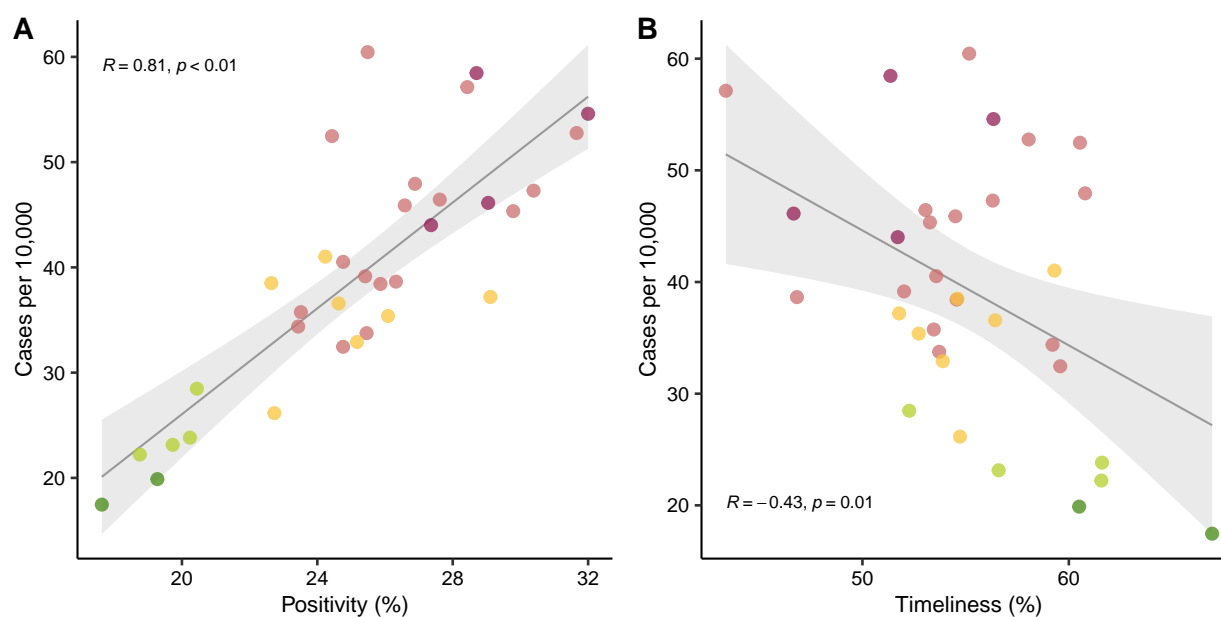 A
R = 0.81, p < 0.01
60
50
40
30
20
Cases per 10,000
20 24 28 32
Positivity (%)
B
60
50
40
30
20
Cases per 10,000
R = −0.43, p = 0.01
50 60
Timeliness (%)